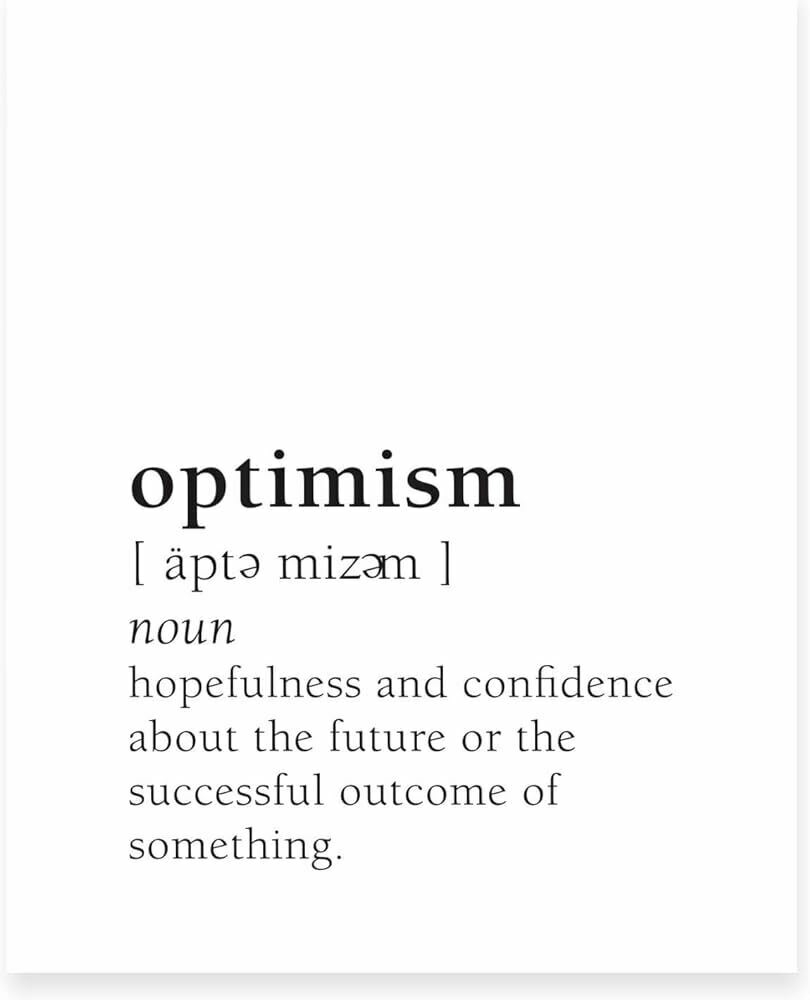 optimism
[ äptə mizəm ]
noun
hopefulness and confidence
about the future or the
successful outcome of
something.